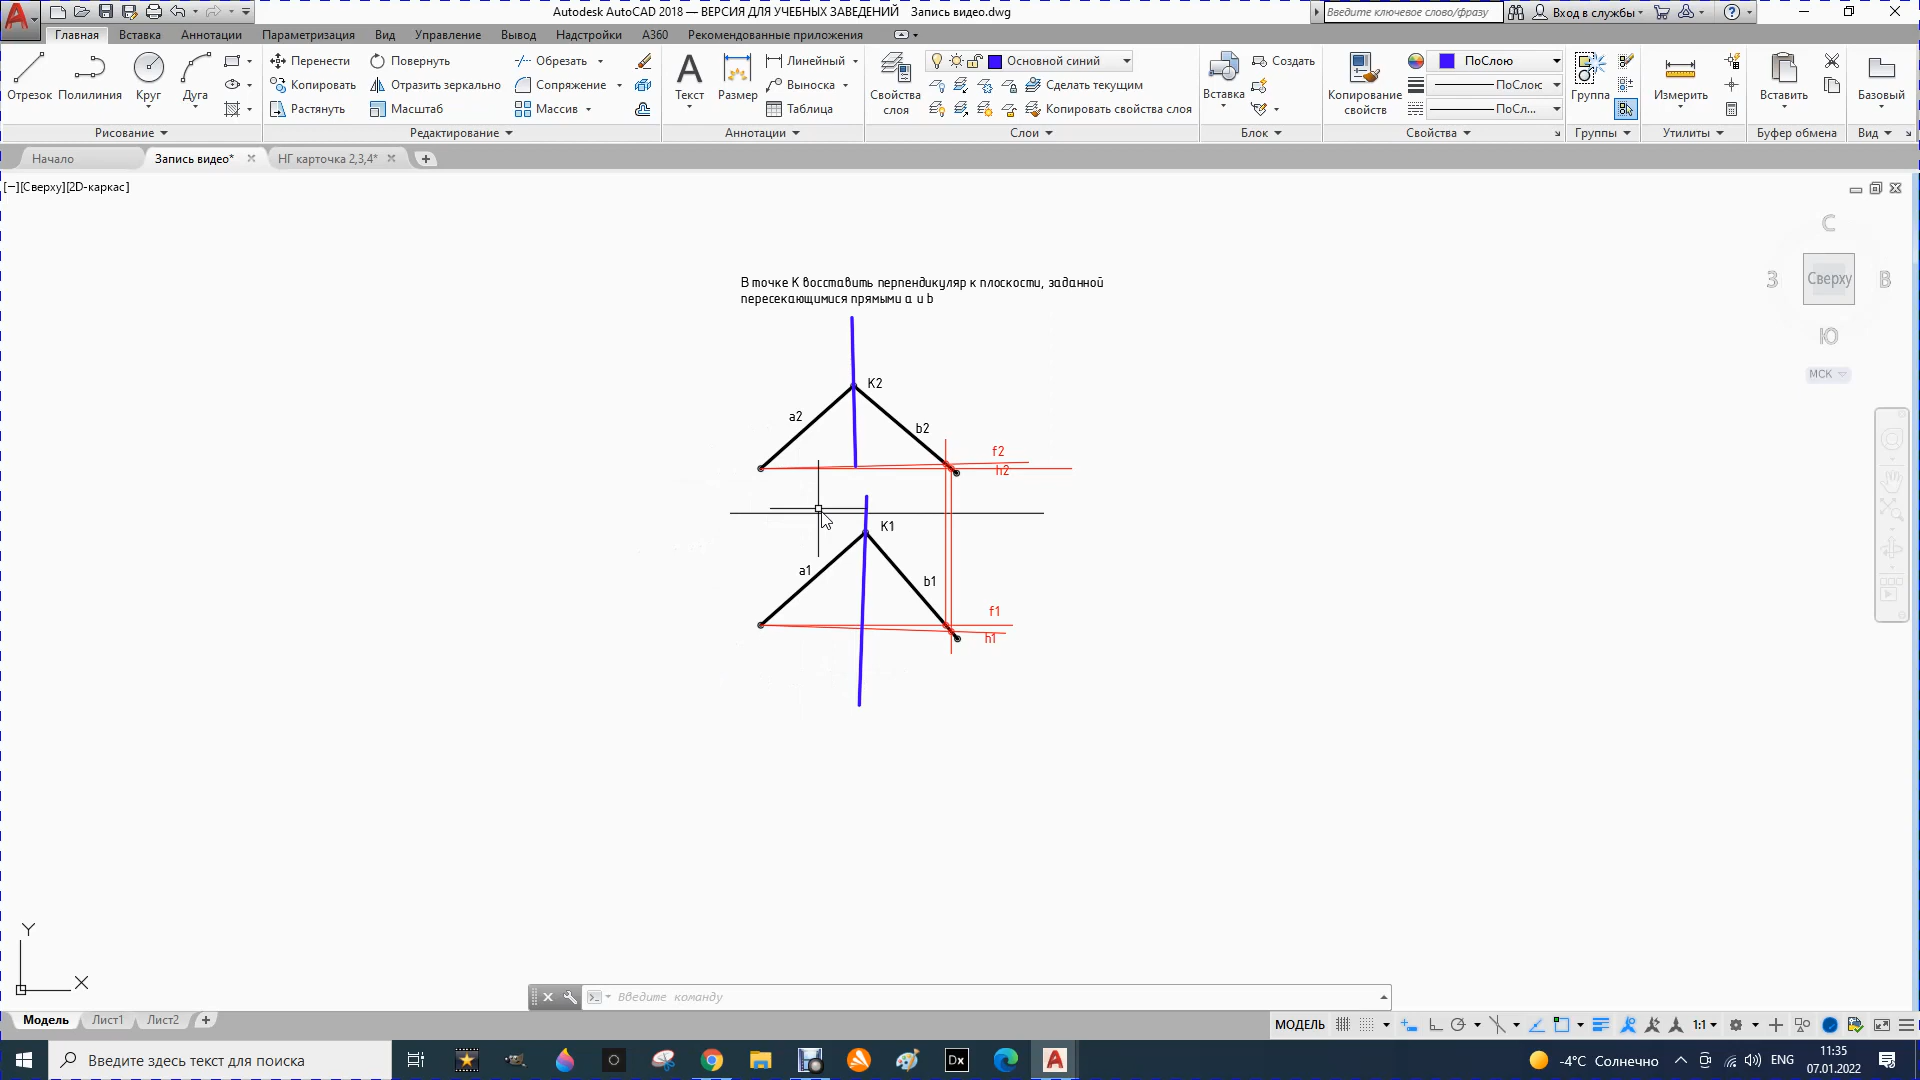 Autodesk AutoCAD 2018 — ВЕРСИЯ ДЛЯ УЧЕБНЫХ ЗАВЕДЕНИЙ Запись видео.dwg
Введите ключевое слово/фразу
Вход в службы
Главная Вставка Аннотации Параметризация Вид Управление Вывод Надстройки A360 Рекомендованные приложения
Отрезок Полилиния Круг Дуга
Рисование
Перенести Повернуть Обрезать
Копировать Отразить зеркально Сопряжение
Растянуть Масштаб Массив
Редактирование
Текст Размер
Линейный
Выноска
Таблица
Аннотации
Свойства слоя
Основной синий
Сделать текущим
Копировать свойства слоя
Слои
Вставка
Создать
Блок
Копирование свойств
ПоСлою
ПоСлою
ПоСл...
Свойства
Группа
Группы
Измерить
Утилиты
Вставить
Буфер обмена
Базовый
Вид
Начало Запись видео* НГ карточка 2,3,4*
[−][Сверху][2D-каркас]
С
З Сверху В
Ю
МСК
В точке К восставить перпендикуляр к плоскости, заданной
пересекающимися прямыми a и b
K2
a2
b2
f2
h2
K1
a1
b1
f1
h1
Y
X
Введите команду
Модель Лист1 Лист2
МОДЕЛЬ 1:1
Введите здесь текст для поиска
Dx
-4°C Солнечно
ENG
11:35
07.01.2022